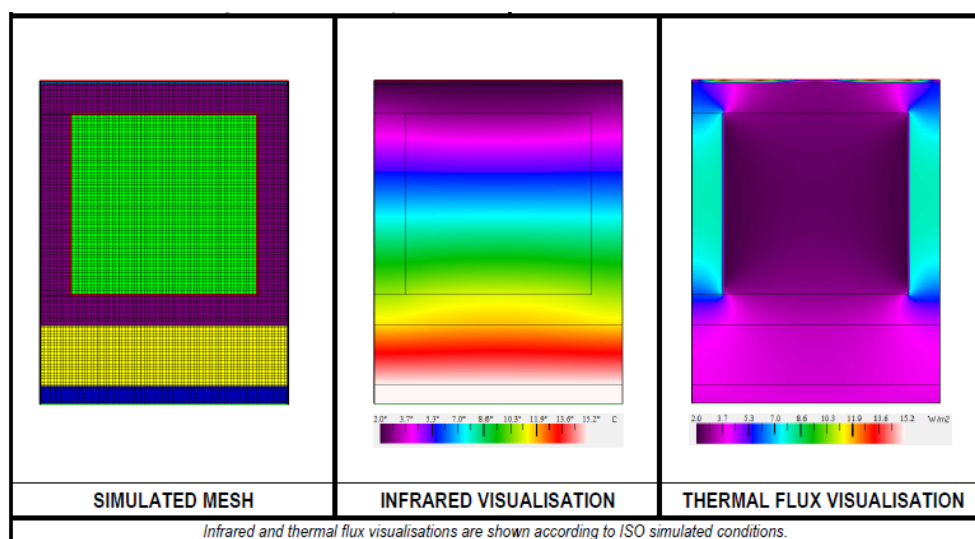 2.0° 3.7° 5.3° 7.0° 8.6° 10.3° 11.9° 13.6° 15.2° C
2.0 3.7 5.3 7.0 8.6 10.3 11.9 13.6 15.2 W/m2
SIMULATED MESH
INFRARED VISUALISATION
THERMAL FLUX VISUALISATION
Infrared and thermal flux visualisations are shown according to ISO simulated conditions.